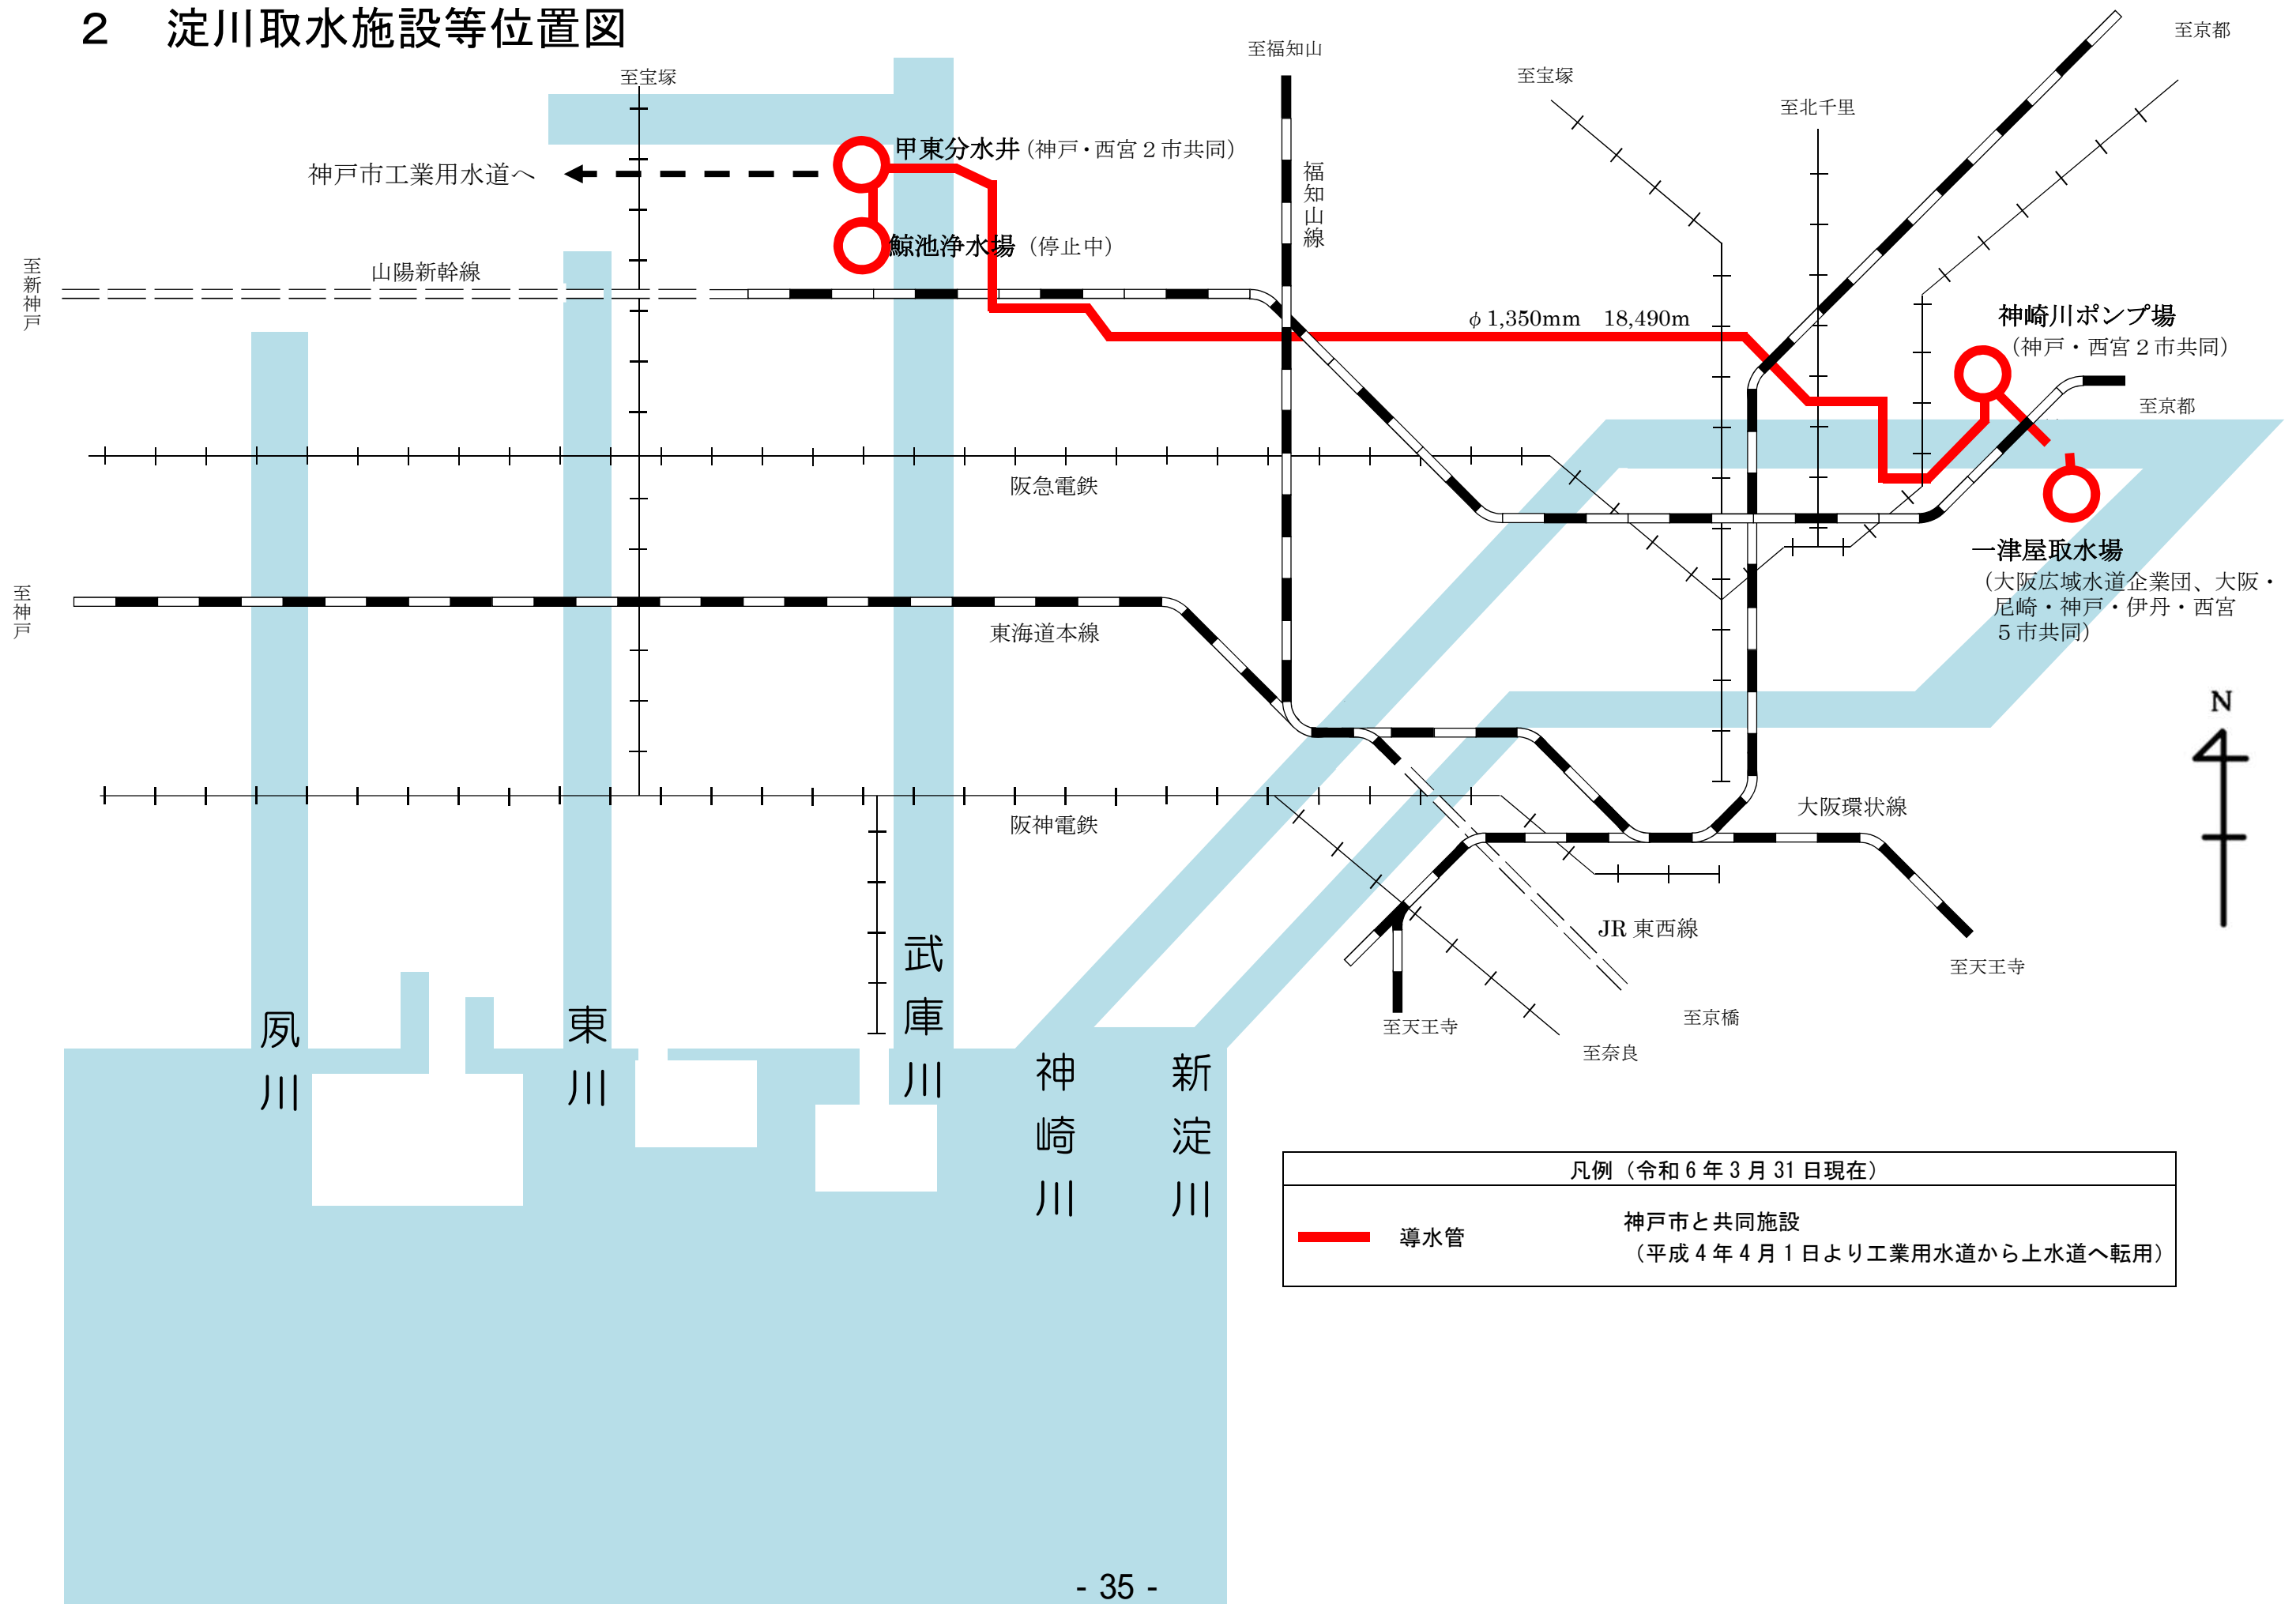 ２　淀川取水施設等位置図
至福知山
至京都
至宝塚
至宝塚
至北千里
甲東分水井（神戸・西宮２市共同）
神戸市工業用水道へ
福知山線
鯨池浄水場（停止中）
至新神戸
山陽新幹線
φ1,350mm　18,490m
神崎川ポンプ場
（神戸・西宮２市共同）
至京都
阪急電鉄
一津屋取水場
（大阪広域水道企業団、大阪・
尼崎・神戸・伊丹・西宮
５市共同）
至神戸
東海道本線
N
大阪環状線
阪神電鉄
JR 東西線
至天王寺
至京橋
至天王寺
至奈良
夙川
東川
武庫川
神崎川
新淀川
凡例（令和６年３月31日現在）
導水管
神戸市と共同施設
（平成４年４月１日より工業用水道から上水道へ転用）
- 35 -